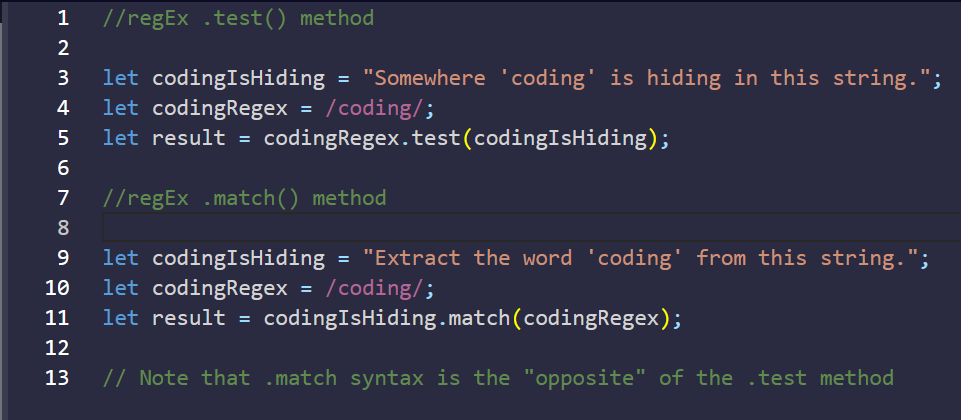 1 //regEx .test() method
2
3 let codingIsHiding = "Somewhere 'coding' is hiding in this string.";
4 let codingRegex = /coding/;
5 let result = codingRegex.test(codingIsHiding);
6
7 //regEx .match() method
8
9 let codingIsHiding = "Extract the word 'coding' from this string.";
10 let codingRegex = /coding/;
11 let result = codingIsHiding.match(codingRegex);
12
13 // Note that .match syntax is the "opposite" of the .test method